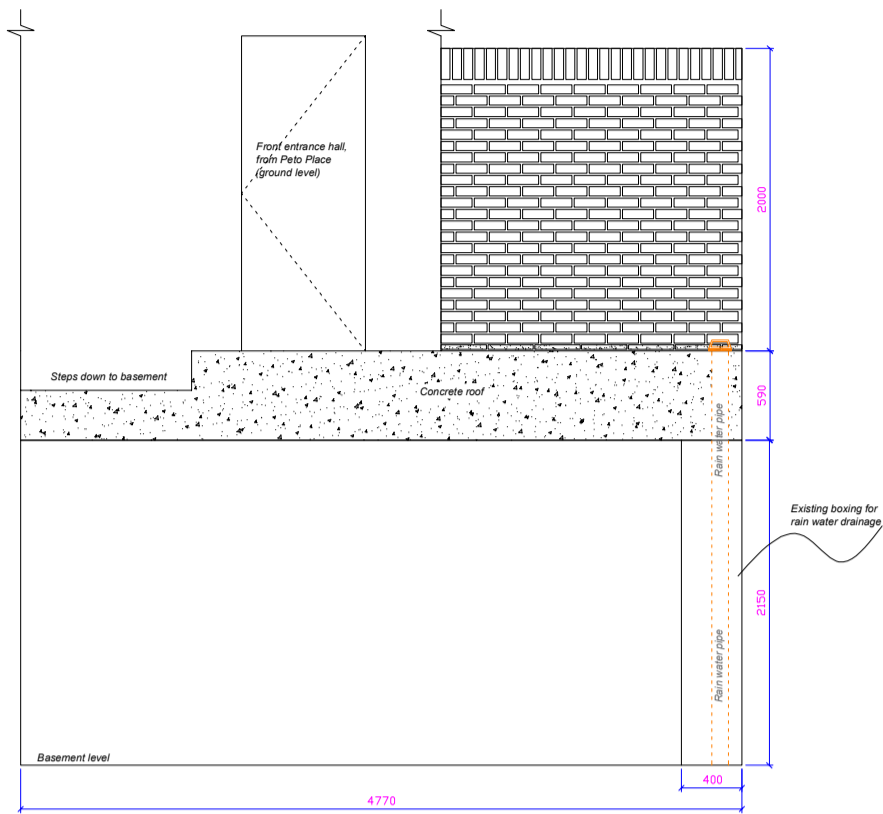 Front entrance hall,
from Peto Place
(ground level)
2000
Steps down to basement
Concrete roof
590
Rain water pipe
Existing boxing for
rain water drainage
2150
Rain water pipe
Basement level
400
4770